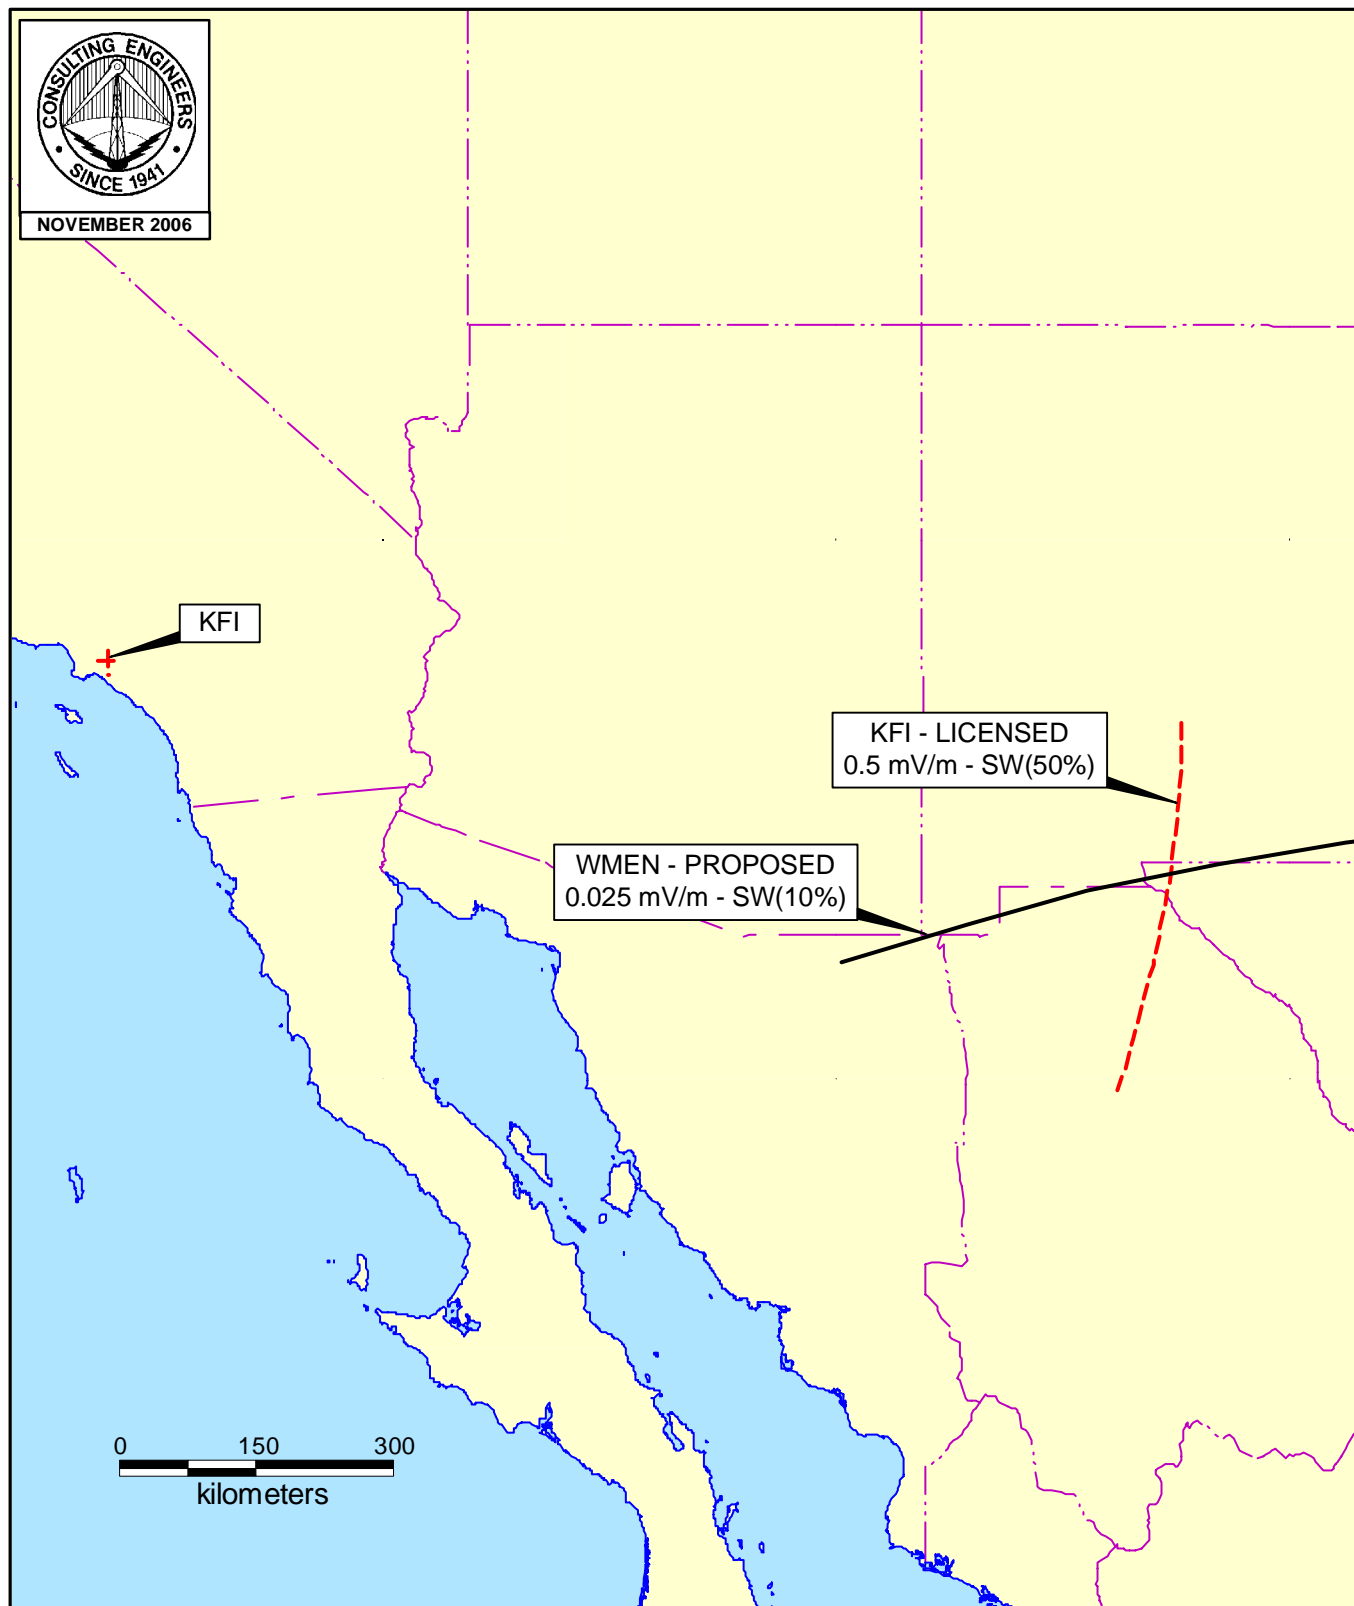 CONSULTING ENGINEERS
• SINCE 1941 •
NOVEMBER 2006
KFI
KFI - LICENSED
0.5 mV/m - SW(50%)
WMEN - PROPOSED
0.025 mV/m - SW(10%)
0 150 300
kilometers